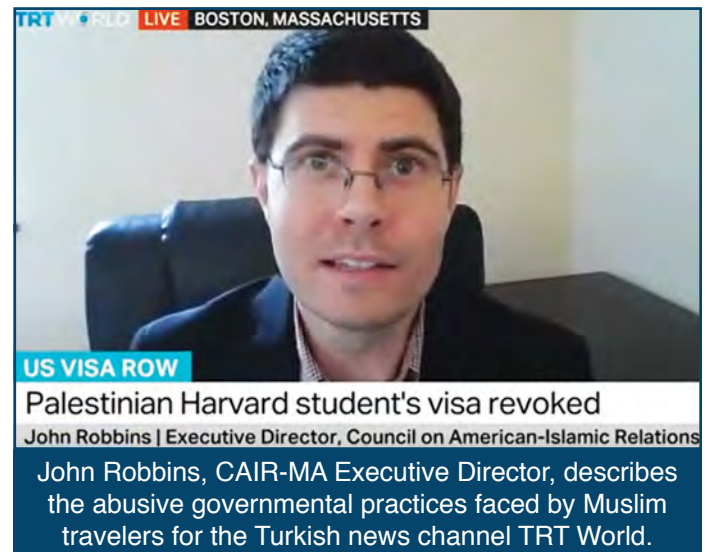 TRT WORLD LIVE BOSTON, MASSACHUSETTS
US VISA ROW
Palestinian Harvard student's visa revoked
John Robbins | Executive Director, Council on American-Islamic Relations
John Robbins, CAIR-MA Executive Director, describes
the abusive governmental practices faced by Muslim
travelers for the Turkish news channel TRT World.